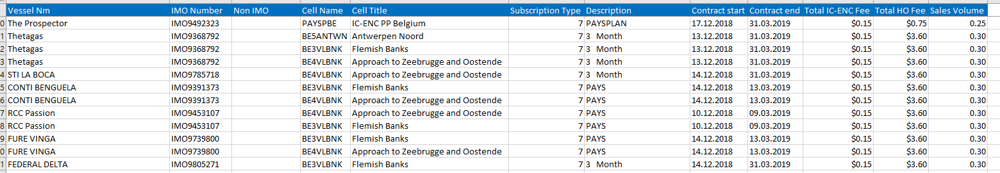 Vessel Nm IMO Number Non IMO Cell Name Cell Title Subscription Type Description Contract start Contract end Total IC-ENC Fee Total HO Fee Sales Volume
0 The Prospector IMO9492323 PAYSPBE IC-ENC PP Belgium 7 PAYSPLAN 17.12.2018 31.03.2019 $0.15 $0.75 0.25
1 Thetagas IMO9368792 BE5ANTWN Antwerpen Noord 7 3 Month 13.12.2018 31.03.2019 $0.15 $3.60 0.30
2 Thetagas IMO9368792 BE3VLBNK Flemish Banks 7 3 Month 13.12.2018 31.03.2019 $0.15 $3.60 0.30
3 Thetagas IMO9368792 BE4VLBNK Approach to Zeebrugge and Oostende 7 3 Month 13.12.2018 31.03.2019 $0.15 $3.60 0.30
4 STI LA BOCA IMO9785718 BE4VLBNK Approach to Zeebrugge and Oostende 7 3 Month 14.12.2018 31.03.2019 $0.15 $3.60 0.30
5 CONTI BENGUELA IMO9391373 BE3VLBNK Flemish Banks 7 PAYS 14.12.2018 13.03.2019 $0.15 $3.60 0.30
6 CONTI BENGUELA IMO9391373 BE4VLBNK Approach to Zeebrugge and Oostende 7 PAYS 14.12.2018 13.03.2019 $0.15 $3.60 0.30
7 RCC Passion IMO9453107 BE4VLBNK Approach to Zeebrugge and Oostende 7 PAYS 10.12.2018 09.03.2019 $0.15 $3.60 0.30
8 RCC Passion IMO9453107 BE3VLBNK Flemish Banks 7 PAYS 10.12.2018 09.03.2019 $0.15 $3.60 0.30
9 FURE VINGA IMO9739800 BE3VLBNK Flemish Banks 7 PAYS 14.12.2018 13.03.2019 $0.15 $3.60 0.30
0 FURE VINGA IMO9739800 BE4VLBNK Approach to Zeebrugge and Oostende 7 PAYS 14.12.2018 13.03.2019 $0.15 $3.60 0.30
1 FEDERAL DELTA IMO9805271 BE3VLBNK Flemish Banks 7 3 Month 14.12.2018 31.03.2019 $0.15 $3.60 0.30